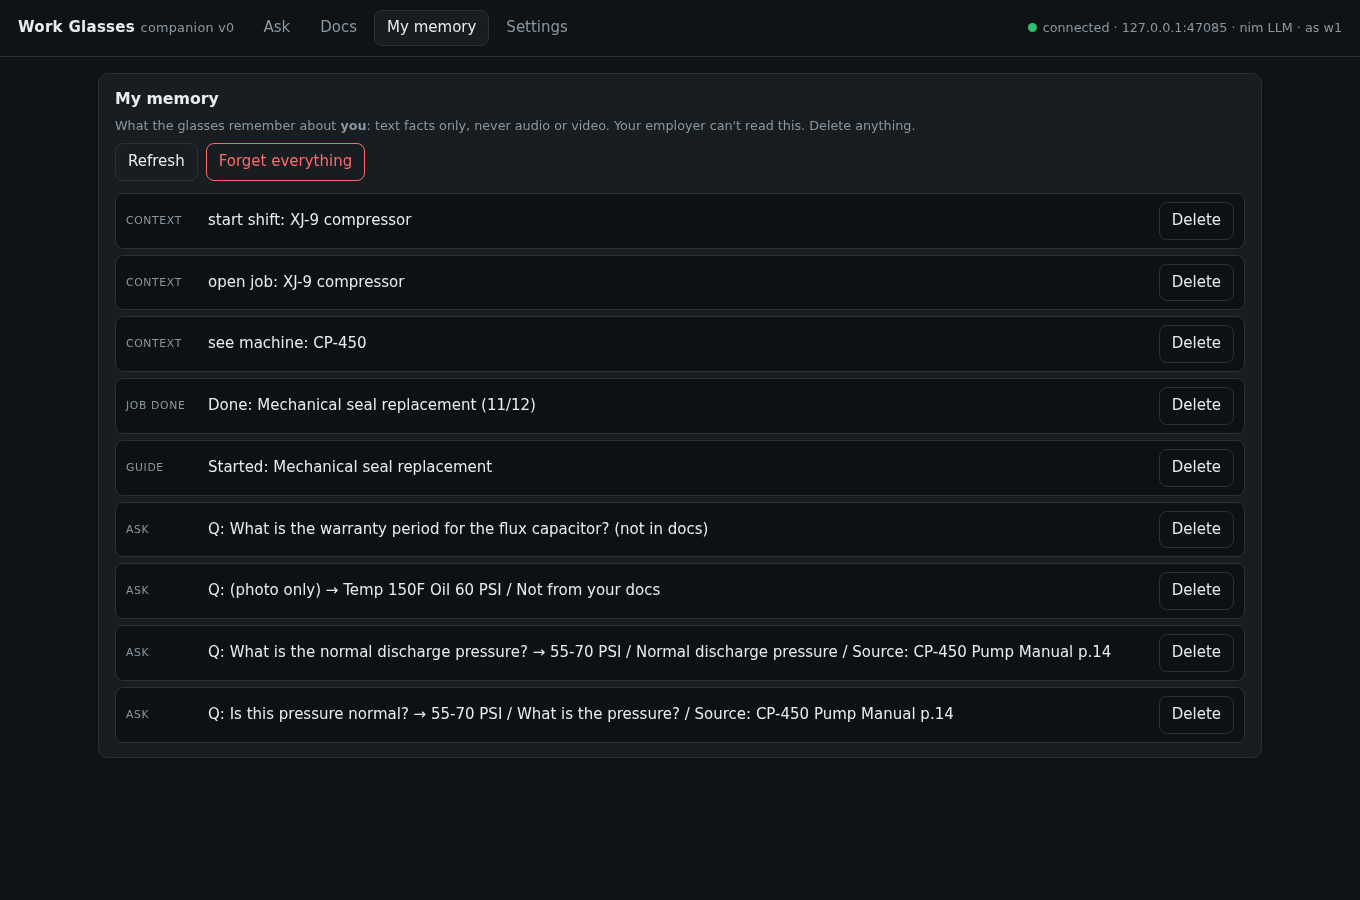 Work Glasses companion v0 Ask Docs My memory Settings connected · 127.0.0.1:47085 · nim LLM · as w1
My memory
What the glasses remember about you: text facts only, never audio or video. Your employer can't read this. Delete anything.
Refresh Forget everything
CONTEXT start shift: XJ-9 compressor Delete
CONTEXT open job: XJ-9 compressor Delete
CONTEXT see machine: CP-450 Delete
JOB DONE Done: Mechanical seal replacement (11/12) Delete
GUIDE Started: Mechanical seal replacement Delete
ASK Q: What is the warranty period for the flux capacitor? (not in docs) Delete
ASK Q: (photo only) → Temp 150F Oil 60 PSI / Not from your docs Delete
ASK Q: What is the normal discharge pressure? → 55-70 PSI / Normal discharge pressure / Source: CP-450 Pump Manual p.14 Delete
ASK Q: Is this pressure normal? → 55-70 PSI / What is the pressure? / Source: CP-450 Pump Manual p.14 Delete